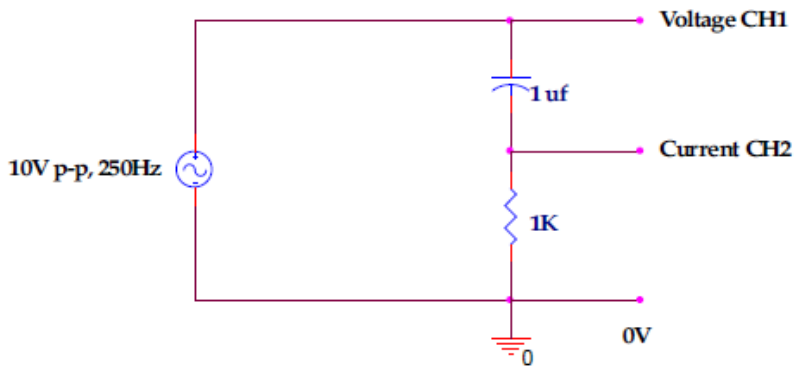 Voltage CH1
1 uf
Current CH2
10V p-p, 250Hz
1K
0V
0